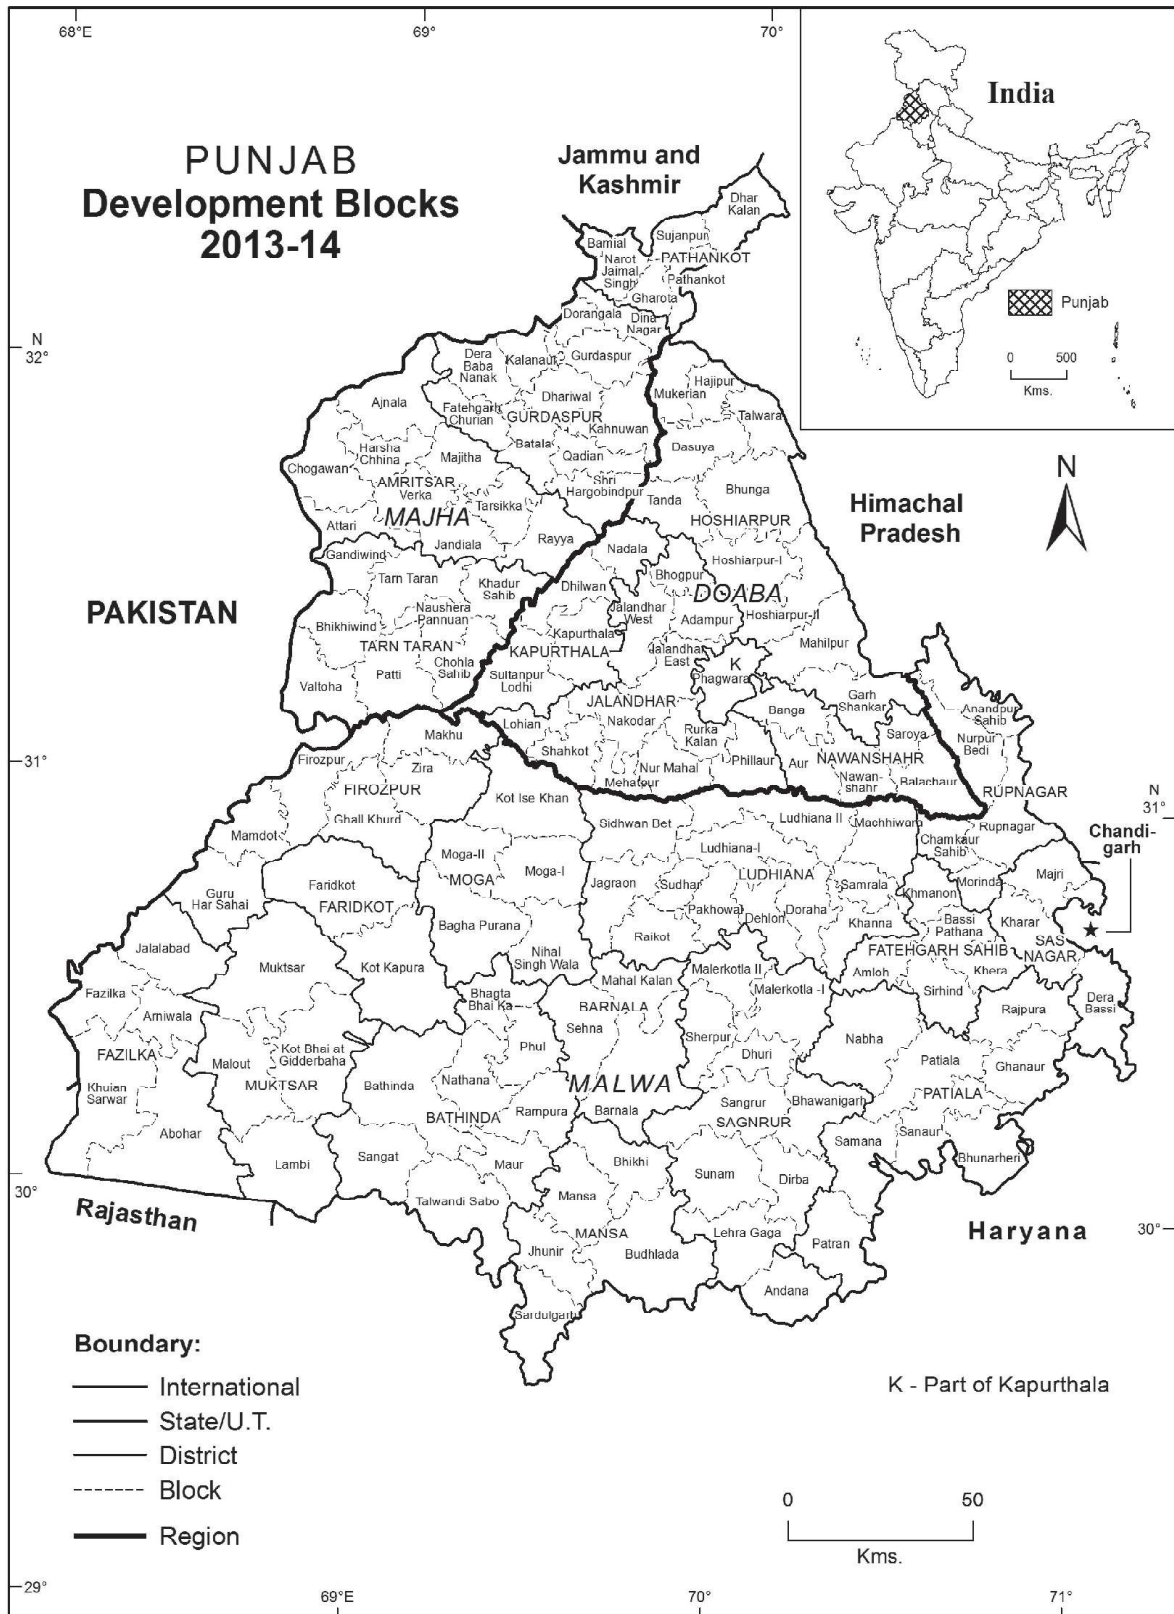 68°E
69°
70°
India
Punjab
0 500
Kms.
PUNJAB
Development Blocks
2013-14
Jammu and
Kashmir
Dhar
Kalan
Sujanpur
Bamial
PATHANKOT
Narot
Jaimal
Singh
Pathankot
Gharota
Dorangala
Dina
Nagar
N
32°
Dera
Baba
Nanak
Kalanaur
Gurdaspur
Hajipur
Mukerian
Talwara
Ajnala
Fatehgarh
Churian
Dhariwal
GURDASPUR
Kahnuwan
Batala
Qadian
Dasuya
Harsha
Chhina
Majitha
Chogawan
AMRITSAR
Verka
Shri
Hargobindpur
Tanda
Bhunga
Tarsikka
MAJHA
Attari
HOSHIARPUR
Himachal
Pradesh
N
Rayya
Jandiala
Gandiwind
Nadala
Hoshiarpur-I
Tarn Taran
Khadur
Sahib
Dhilwan
Bhogpur
DOABA
PAKISTAN
Naushera
Pannuan
Jalandhar
West
Adampur
Hoshiarpur-II
Bhikhiwind
Kapurthala
TARN TARAN
KAPURTHALA
Mahilpur
Jalandhar
East
K
Phagwara
Chohla
Sahib
Patti
Valtoha
Sultanpur
Lodhi
JALANDHAR
Garh
Shankar
Banga
Anandpur
Sahib
Lohian
Nakodar
Makhu
Rurka
Kalan
Saroya
Nurpur
Bedi
Shahkot
Firozpur
31°
Zira
Nur Mahal
Phillaur
Aur
NAWANSHAHR
Nawan-
shahr
Balachaur
Mehatpur
FIROZPUR
Kot Ise Khan
RUPNAGAR
N
31°
Ghall Khurd
Mamdot
Sidhwan Bet
Ludhiana II
Machhiwara
Rupnagar
Chamkaur
Sahib
Chandi-
garh
Moga-II
Ludhiana-I
Moga-I
MOGA
Jagraon
Sudhar
LUDHIANA
Samrala
Khmanon
Morinda
Majri
Faridkot
FARIDKOT
Guru
Har Sahai
Pakhowal
Dehlon
Doraha
Khanna
Bassi
Pathana
Kharar
Bagha Purana
Raikot
Jalalabad
FATEHGARH SAHIB
SAS
NAGAR
Nihal
Singh Wala
Muktsar
Kot Kapura
Malerkotla II
Amloh
Khera
Mahal Kalan
Malerkotla -I
Sirhind
Fazilka
Bhagta
Bhai Ka
BARNALA
Rajpura
Dera
Bassi
Arniwala
Sehna
Sherpur
Nabha
Phul
Dhuri
Kot Bhai at
Gidderbaha
FAZILKA
Malout
Patiala
Ghanaur
Khuian
Sarwar
MUKTSAR
Bathinda
Nathana
MALWA
PATIALA
Sangrur
Bhawanigarh
Rampura
Barnala
BATHINDA
SAGNRUR
Abohar
Samana
Sanaur
Lambi
Sangat
Maur
Bhikhi
Sunam
Dirba
Bhunarheri
30°
Talwandi Sabo
Mansa
Rajasthan
Haryana
30°
MANSA
Lehra Gaga
Patran
Jhunir
Budhlada
Andana
Sardulgarh
Boundary:
International
State/U.T.
District
Block
Region
K - Part of Kapurthala
0 50
Kms.
29°
69°E
70°
71°